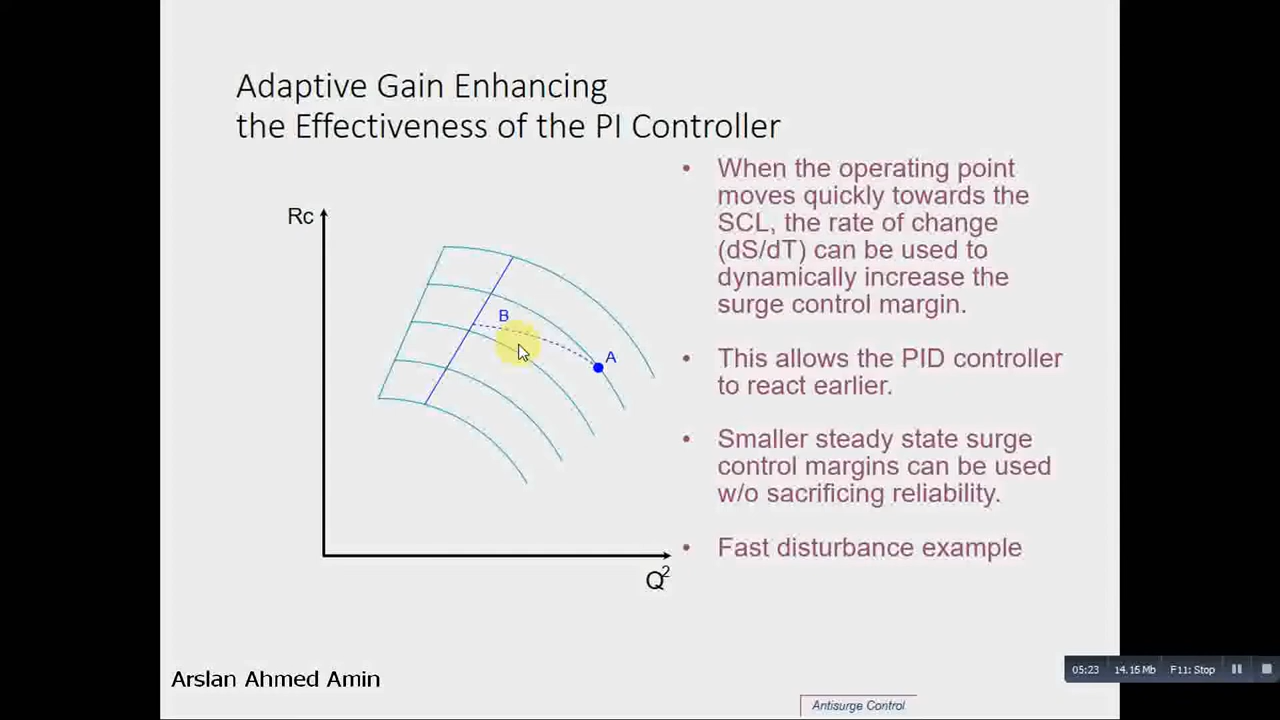 Adaptive Gain Enhancing
the Effectiveness of the PI Controller
• When the operating point
moves quickly towards the
SCL, the rate of change
(dS/dT) can be used to
dynamically increase the
surge control margin.
• This allows the PID controller
to react earlier.
• Smaller steady state surge
control margins can be used
w/o sacrificing reliability.
• Fast disturbance example
Rc
B
A
Q²
Arslan Ahmed Amin
05:23 14.15 Mb F11: Stop
Antisurge Control